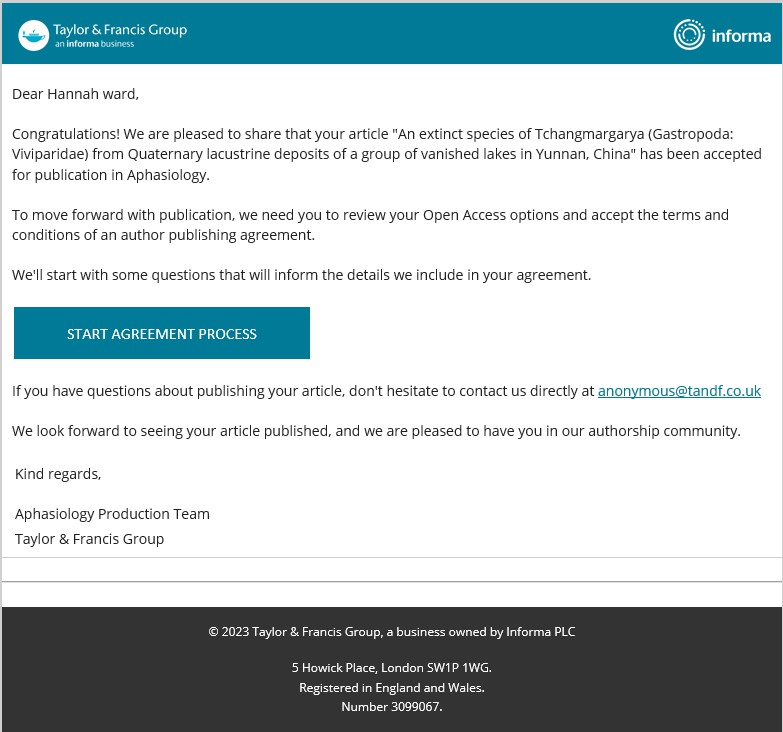 Taylor & Francis Group
an informa business
informa
Dear Hannah ward,
Congratulations! We are pleased to share that your article "An extinct species of Tchangmargarya (Gastropoda:
Viviparidae) from Quaternary lacustrine deposits of a group of vanished lakes in Yunnan, China" has been accepted
for publication in Aphasiology.
To move forward with publication, we need you to review your Open Access options and accept the terms and
conditions of an author publishing agreement.
We'll start with some questions that will inform the details we include in your agreement.
START AGREEMENT PROCESS
If you have questions about publishing your article, don't hesitate to contact us directly at anonymous@tandf.co.uk
We look forward to seeing your article published, and we are pleased to have you in our authorship community.
Kind regards,
Aphasiology Production Team
Taylor & Francis Group
© 2023 Taylor & Francis Group, a business owned by Informa PLC
5 Howick Place, London SW1P 1WG.
Registered in England and Wales.
Number 3099067.